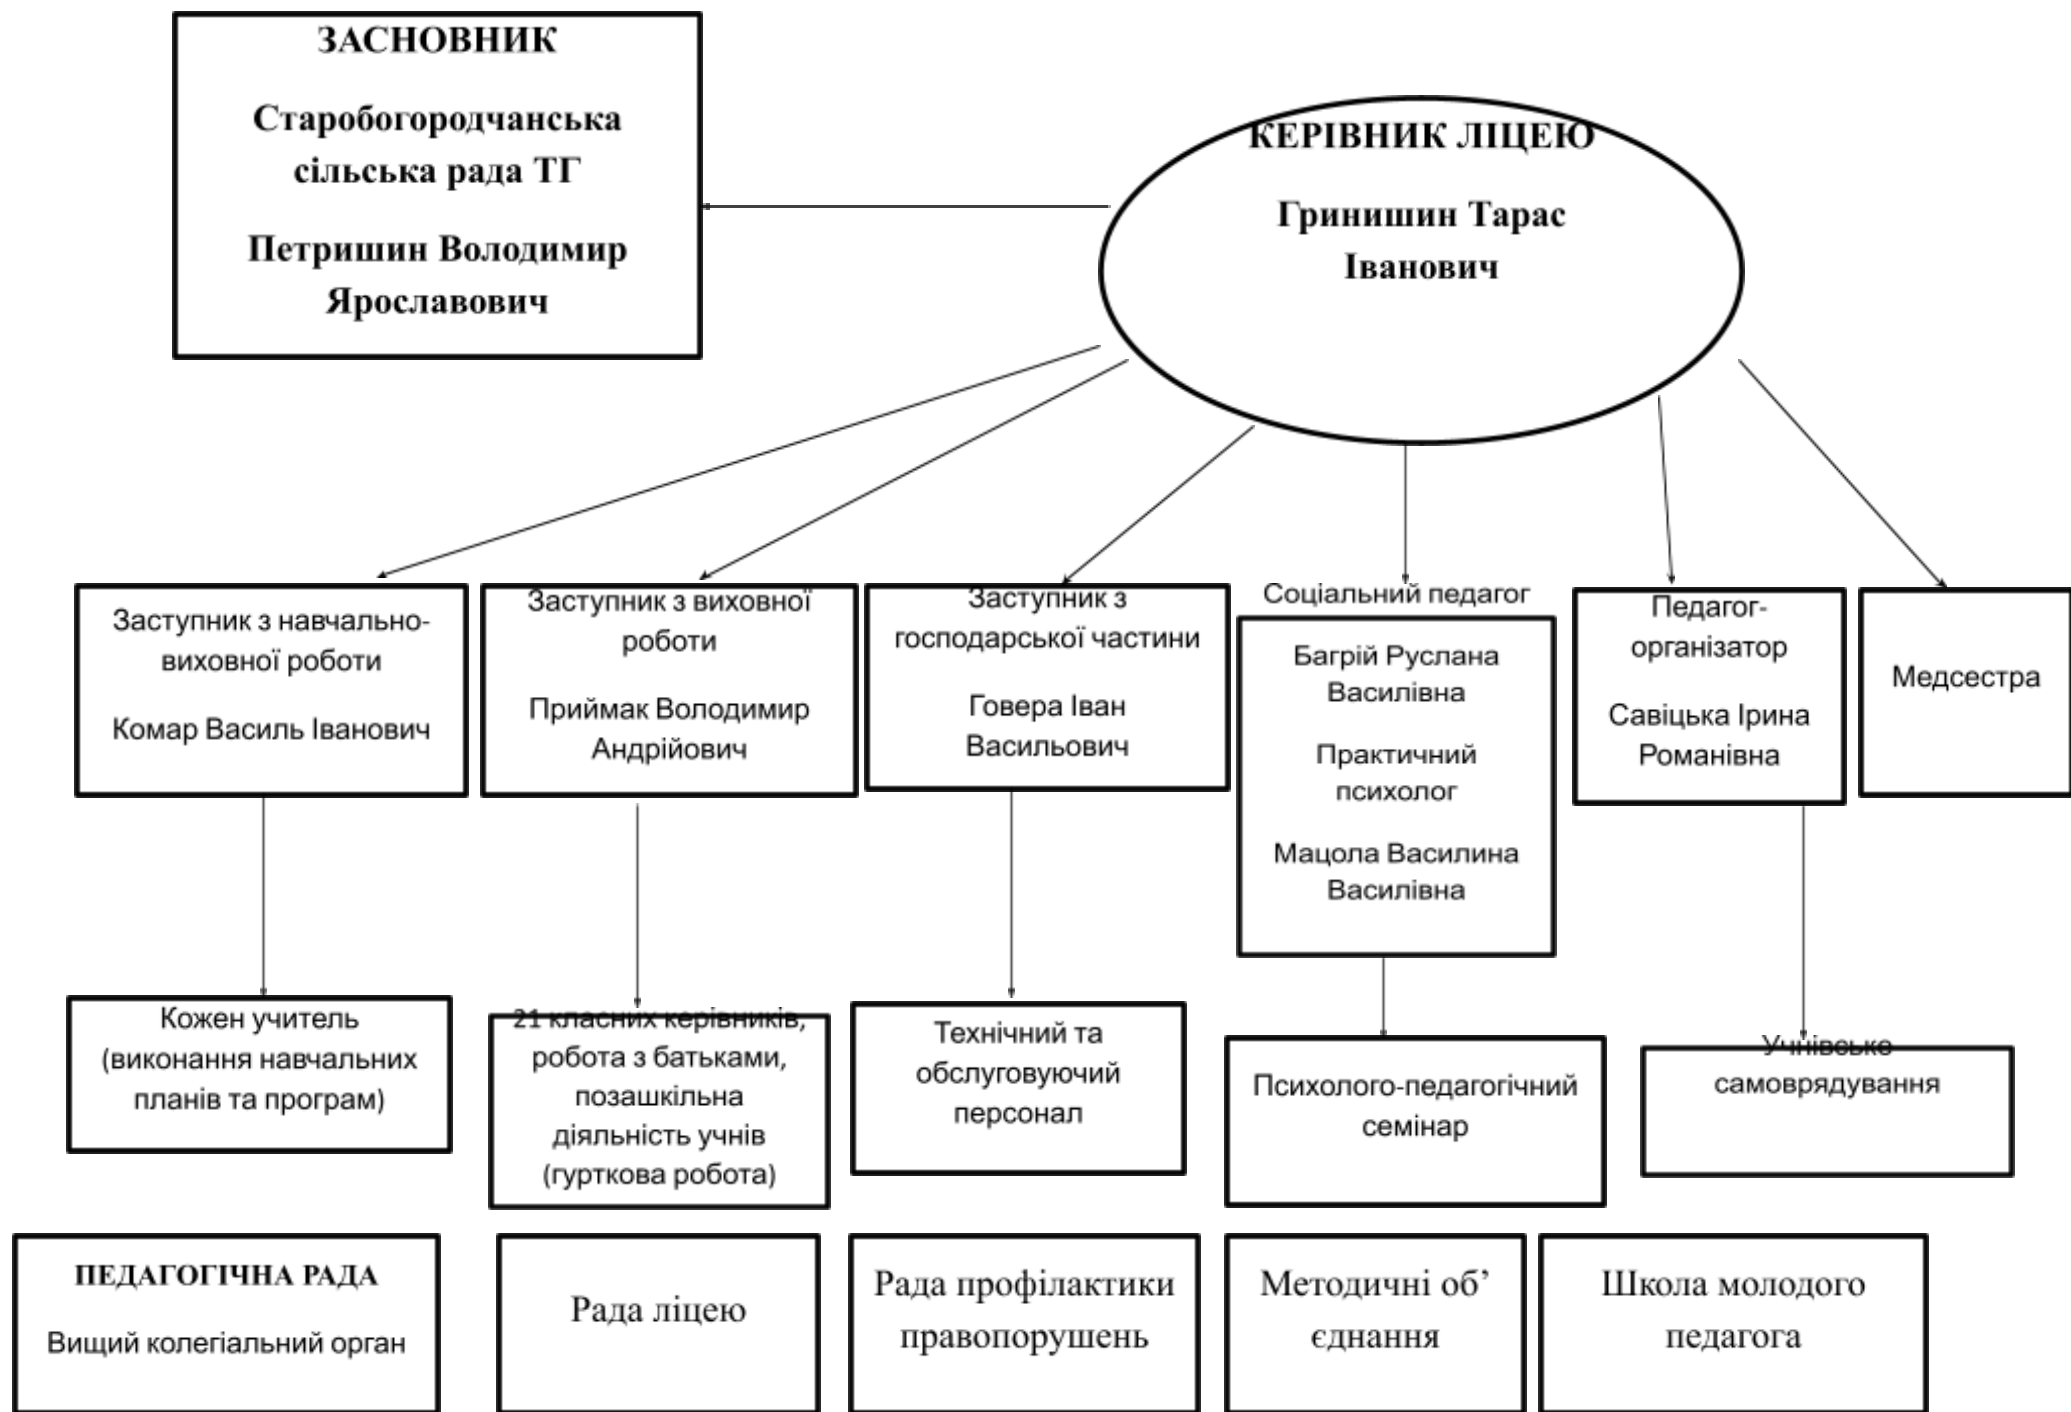 ЗАСНОВНИК
Старобогородчанська
сільська рада ТГ
Петришин Володимир
Ярославович
КЕРІВНИК ЛІЦЕЮ
Гринишин Тарас
Іванович
Заступник з навчально-
виховної роботи
Комар Василь Іванович
Заступник з виховної
роботи
Приймак Володимир
Андрійович
Заступник з
господарської частини
Говера Іван
Васильович
Соціальний педагог
Багрій Руслана
Василівна
Практичний
психолог
Мацола Василина
Василівна
Педагог-
організатор
Савіцька Ірина
Романівна
Медсестра
Кожен учитель
(виконання навчальних
планів та програм)
21 класних керівників,
робота з батьками,
позашкільна
діяльність учнів
(гурткова робота)
Технічний та
обслуговуючий
персонал
Психолого-педагогічний
семінар
Учнівсько
самоврядування
ПЕДАГОГІЧНА РАДА
Вищий колегіальний орган
Рада ліцею
Рада профілактики
правопорушень
Методичні об’
єднання
Школа молодого
педагога